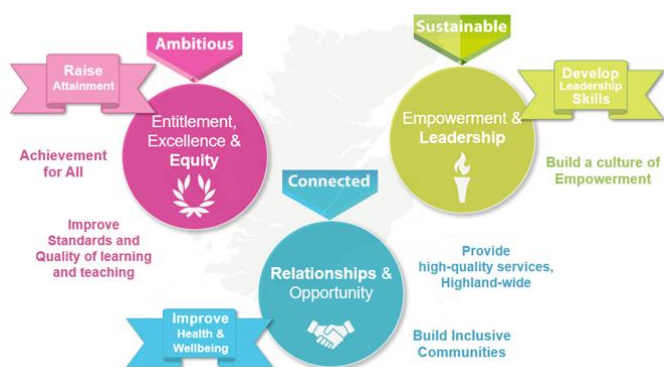 Ambitious
Raise
Attainment
Entitlement,
Excellence &
Equity
Achievement
for All
Improve
Standards and
Quality of learning
and teaching
Sustainable
Develop
Leadership
Skills
Empowerment &
Leadership
Build a culture of
Empowerment
Connected
Relationships &
Opportunity
Improve
Health &
Wellbeing
Provide
high-quality services,
Highland-wide
Build Inclusive
Communities